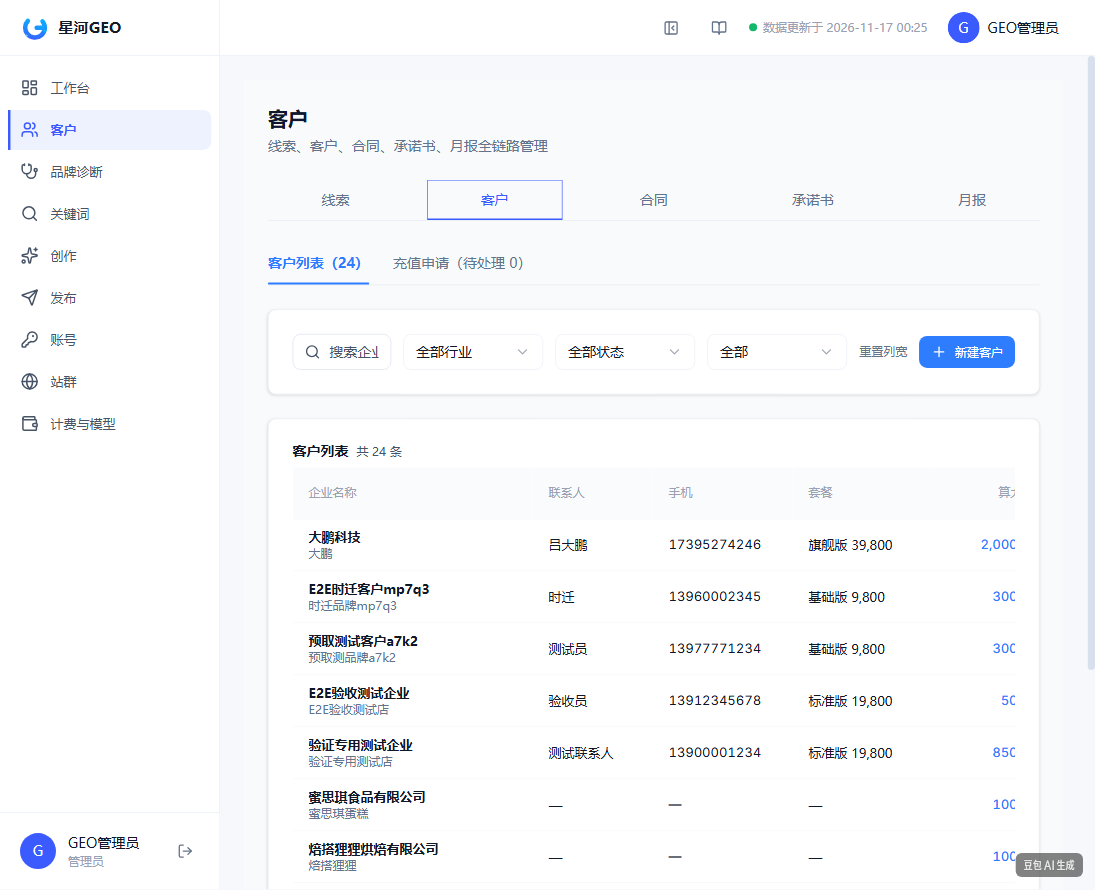 星河GEO
数据更新于 2026-11-17 00:25
G
GEO管理员
工作台
客户
品牌诊断
关键词
创作
发布
账号
站群
计费与模型
G
GEO管理员
管理员
客户
线索、客户、合同、承诺书、月报全链路管理
线索 客户 合同 承诺书 月报
客户列表（24） 充值申请（待处理 0）
搜索企业 全部行业 全部状态 全部 重置列宽 新建客户
客户列表 共 24 条
企业名称 联系人 手机 套餐 算
大鹏科技
大鹏
吕大鹏 17395274246 旗舰版 39,800 2,000
E2E时迁客户mp7q3
时迁品牌mp7q3
时迁 13960002345 基础版 9,800 300
预取测试客户a7k2
预取测品牌a7k2
测试员 13977771234 基础版 9,800 300
E2E验收测试企业
E2E验收测试店
验收员 13912345678 标准版 19,800 50
验证专用测试企业
验证专用测试店
测试联系人 13900001234 标准版 19,800 850
蜜思琪食品有限公司
蜜思琪蛋糕
— — — 100
焙搭狸狸烘焙有限公司
焙搭狸狸
— — — 100
豆包AI生成